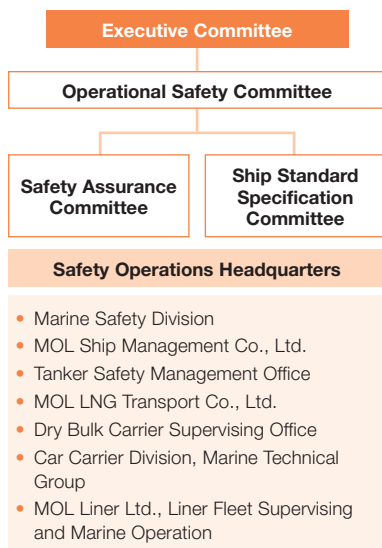 Executive Committee
Operational Safety Committee
Safety Assurance
Committee
Ship Standard
Specification
Committee
Safety Operations Headquarters
• Marine Safety Division
• MOL Ship Management Co., Ltd.
• Tanker Safety Management Office
• MOL LNG Transport Co., Ltd.
• Dry Bulk Carrier Supervising Office
• Car Carrier Division, Marine Technical
Group
• MOL Liner Ltd., Liner Fleet Supervising
and Marine Operation